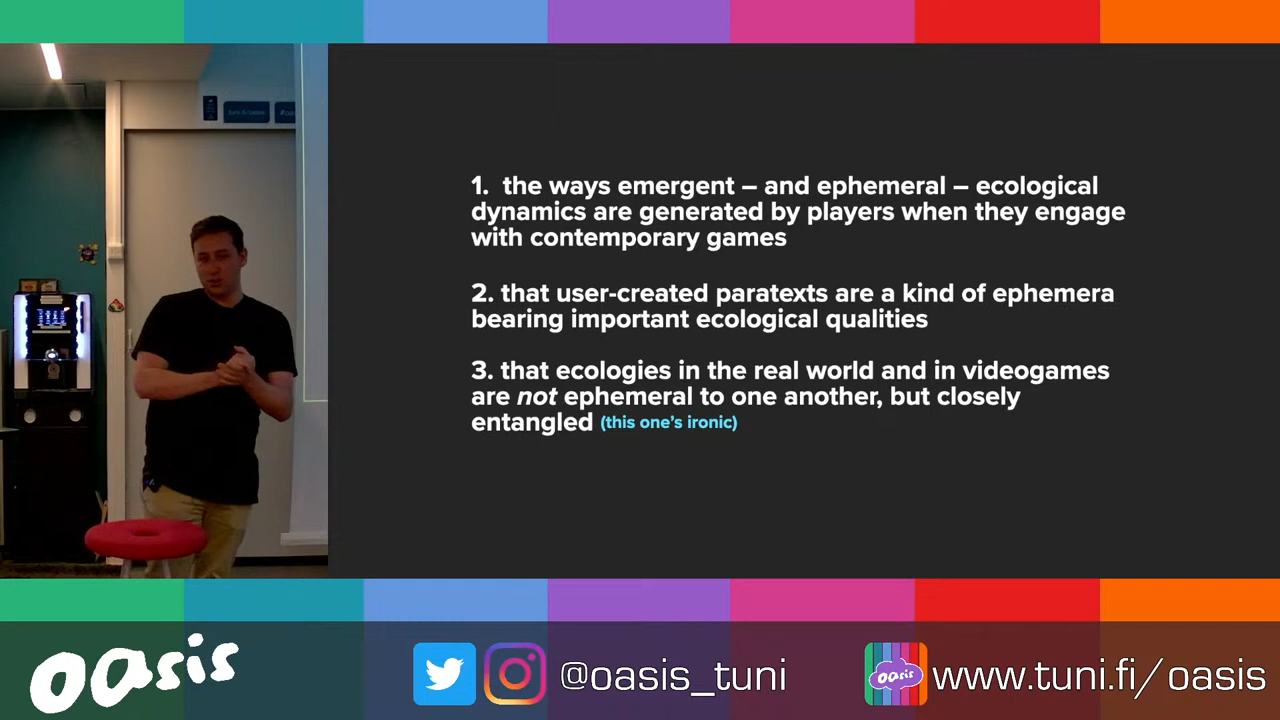 tuni.fi/oasis
1. the ways emergent – and ephemeral – ecological
dynamics are generated by players when they engage
with contemporary games
2. that user-created paratexts are a kind of ephemera
bearing important ecological qualities
3. that ecologies in the real world and in videogames
are not ephemeral to one another, but closely
entangled (this one's ironic)
oasis
@oasis_tuni
oasis
www.tuni.fi/oasis